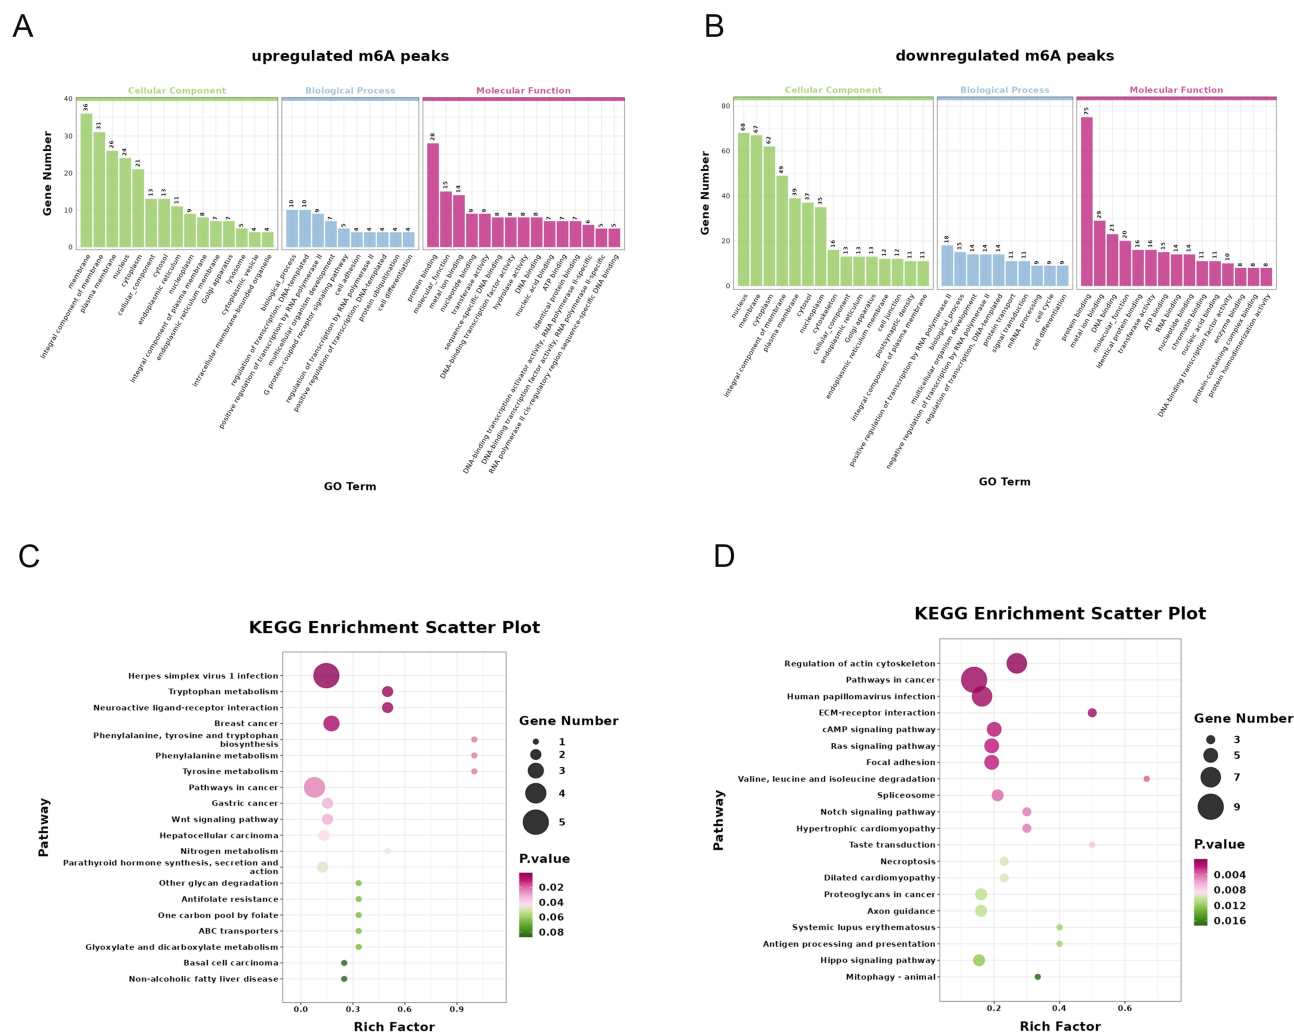 A
upregulated m6A peaks
Cellular Component
Biological Process
Molecular Function
Gene Number
40
30
20
10
0
36
31
26
24
21
13
13
11
9
8
7
7
5
4
4
10
10
9
7
5
4
4
4
4
4
28
15
14
9
9
8
8
8
8
7
7
7
6
5
5
membrane
integral component of membrane
plasma membrane
nucleus
cytoplasm
cellular_component
cytosol
endoplasmic reticulum
nucleoplasm
integral component of plasma membrane
endoplasmic reticulum membrane
Golgi apparatus
lysosome
cytoplasmic vesicle
intracellular membrane-bounded organelle
biological_process
regulation of transcription, DNA-templated
positive regulation of transcription by RNA polymerase II
multicellular organism development
G protein-coupled receptor signaling pathway
cell adhesion
regulation of transcription by RNA polymerase II
positive regulation of transcription, DNA-templated
protein ubiquitination
cell differentiation
protein binding
molecular_function
metal ion binding
nucleotide binding
transferase activity
sequence-specific DNA binding
DNA-binding transcription factor activity
hydrolase activity
DNA binding
nucleic acid binding
ATP binding
identical protein binding
DNA-binding transcription activator activity, RNA polymerase II-specific
DNA-binding transcription factor activity, RNA polymerase II-specific
RNA polymerase II cis-regulatory region sequence-specific DNA binding
GO Term
B
downregulated m6A peaks
Cellular Component
Biological Process
Molecular Function
Gene Number
80
60
40
20
0
68
67
62
49
39
37
35
16
13
13
13
12
12
11
11
18
15
14
14
14
11
11
9
9
9
75
29
23
20
16
16
15
14
14
11
11
10
8
8
8
nucleus
membrane
cytoplasm
integral component of membrane
plasma membrane
cytosol
nucleoplasm
cytoskeleton
cellular_component
endoplasmic reticulum
Golgi apparatus
endoplasmic reticulum membrane
cell junction
postsynaptic density
integral component of plasma membrane
positive regulation of transcription by RNA polymerase II
biological_process
multicellular organism development
negative regulation of transcription by RNA polymerase II
regulation of transcription, DNA-templated
protein transport
signal transduction
mRNA processing
cell cycle
cell differentiation
protein binding
metal ion binding
DNA binding
molecular_function
identical protein binding
transferase activity
ATP binding
RNA binding
nucleotide binding
chromatin binding
nucleic acid binding
DNA-binding transcription factor activity
enzyme binding
protein-containing complex binding
protein homodimerization activity
GO Term
C
KEGG Enrichment Scatter Plot
Pathway
Herpes simplex virus 1 infection
Tryptophan metabolism
Neuroactive ligand-receptor interaction
Breast cancer
Phenylalanine, tyrosine and tryptophan
biosynthesis
Phenylalanine metabolism
Tyrosine metabolism
Pathways in cancer
Gastric cancer
Wnt signaling pathway
Hepatocellular carcinoma
Nitrogen metabolism
Parathyroid hormone synthesis, secretion and
action
Other glycan degradation
Antifolate resistance
One carbon pool by folate
ABC transporters
Glyoxylate and dicarboxylate metabolism
Basal cell carcinoma
Non-alcoholic fatty liver disease
0.0
0.3
0.6
0.9
Rich Factor
Gene Number
1
2
3
4
5
P.value
0.02
0.04
0.06
0.08
D
KEGG Enrichment Scatter Plot
Pathway
Regulation of actin cytoskeleton
Pathways in cancer
Human papillomavirus infection
ECM-receptor interaction
cAMP signaling pathway
Ras signaling pathway
Focal adhesion
Valine, leucine and isoleucine degradation
Spliceosome
Notch signaling pathway
Hypertrophic cardiomyopathy
Taste transduction
Necroptosis
Dilated cardiomyopathy
Proteoglycans in cancer
Axon guidance
Systemic lupus erythematosus
Antigen processing and presentation
Hippo signaling pathway
Mitophagy - animal
0.2
0.4
0.6
Rich Factor
Gene Number
3
5
7
9
P.value
0.004
0.008
0.012
0.016